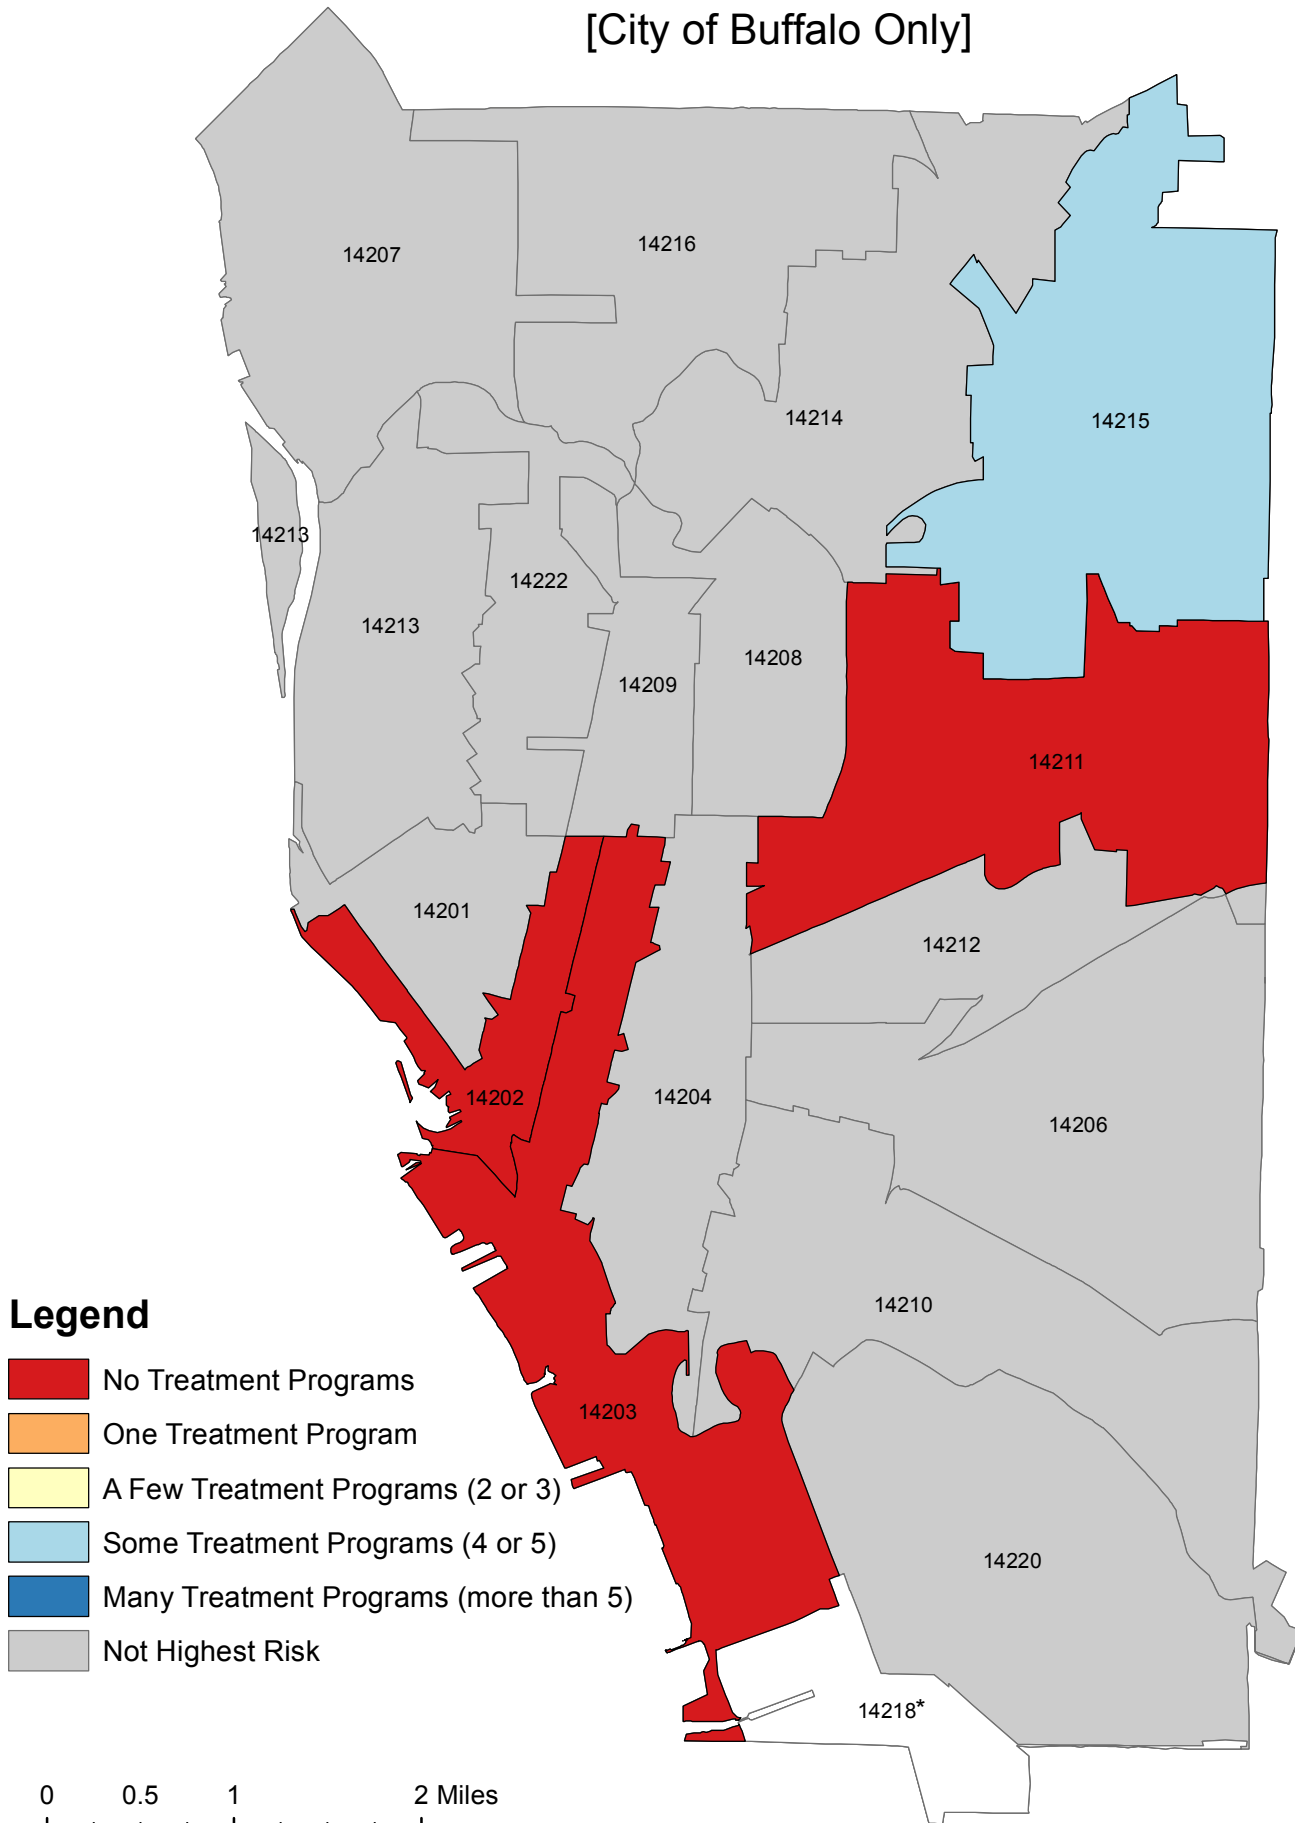 [City of Buffalo Only]
14207
14216
14214
14215
14213
14222
14213
14208
14209
14211
14201
14212
14202
14204
14206
14210
14203
14220
14218*
Legend
No Treatment Programs
One Treatment Program
A Few Treatment Programs (2 or 3)
Some Treatment Programs (4 or 5)
Many Treatment Programs (more than 5)
Not Highest Risk
0 0.5 1 2 Miles